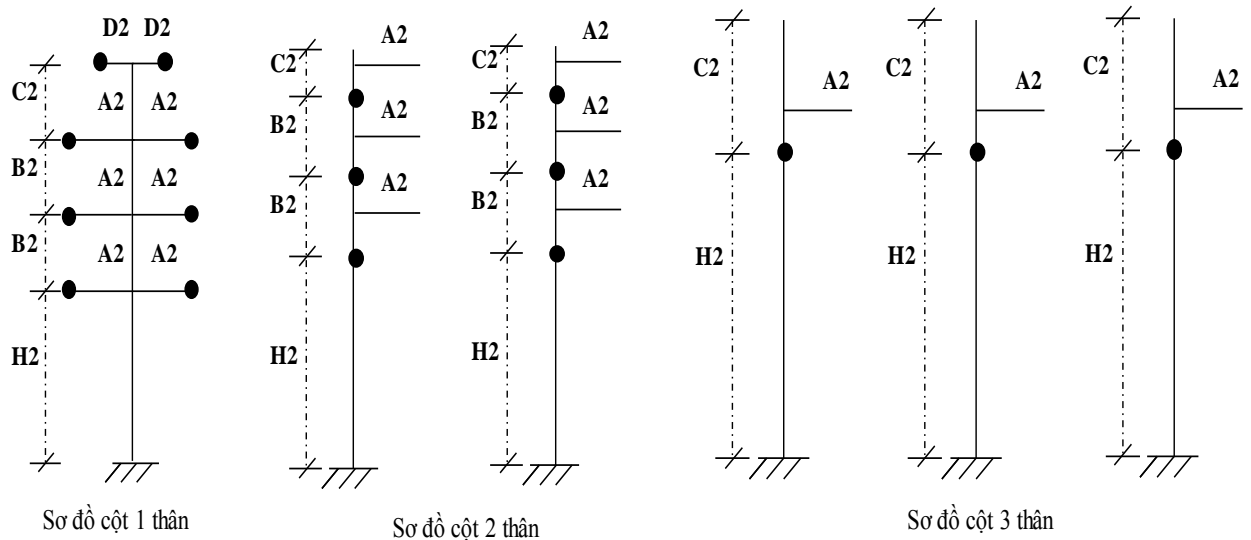 D2 D2
C2
A2 A2
B2
A2 A2
B2
A2 A2
H2
Sơ đồ cột 1 thân
A2
C2
B2
A2
B2
A2
H2
A2
C2
B2
A2
B2
A2
H2
Sơ đồ cột 2 thân
C2
A2
H2
C2
A2
H2
C2
A2
H2
Sơ đồ cột 3 thân